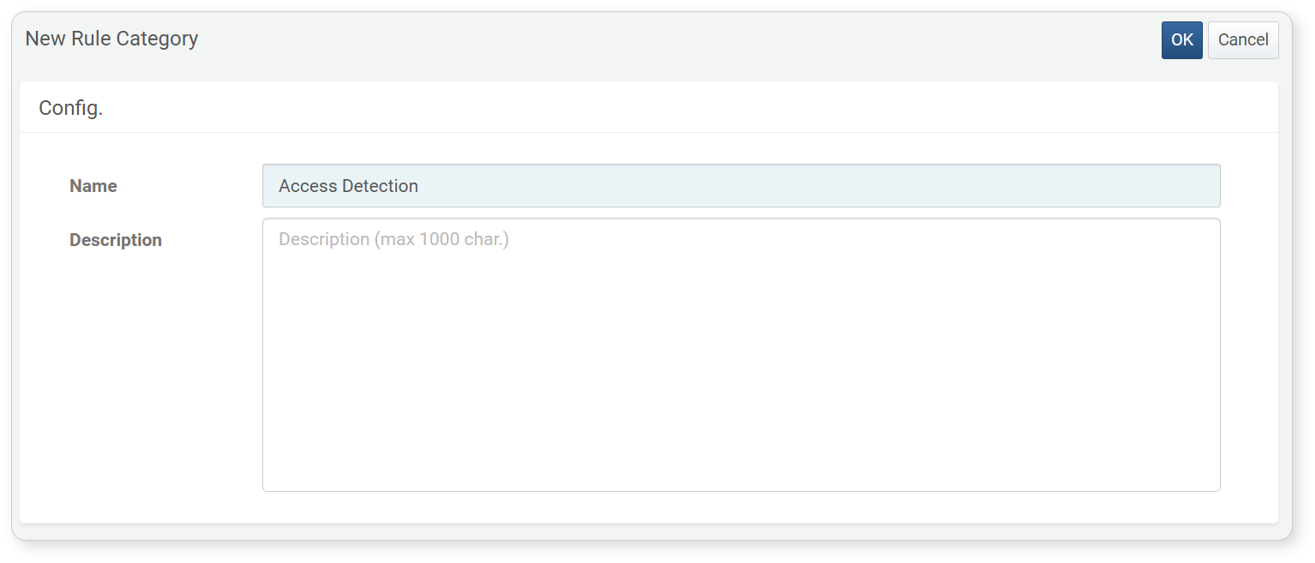 New Rule Category
OK
Cancel
Config.
Name
Access Detection
Description
Description (max 1000 char.)